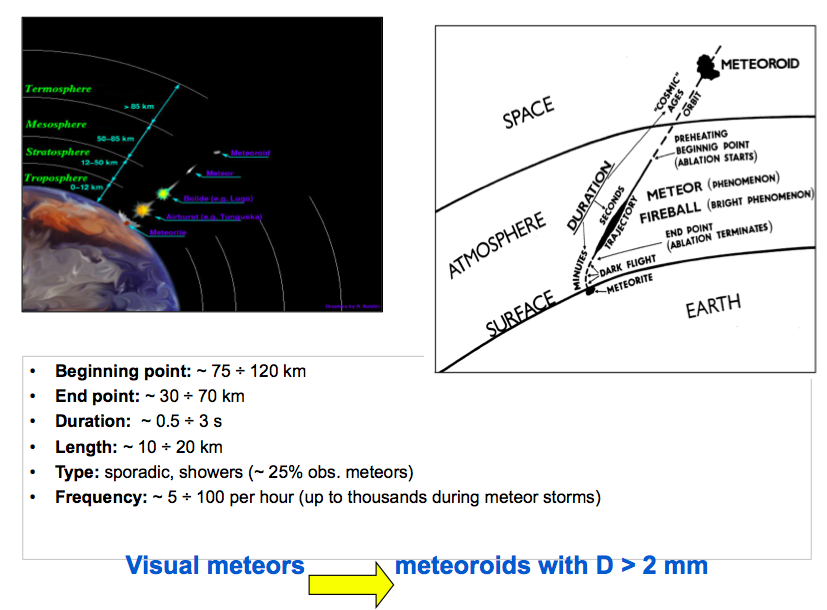 Termosphere
> 85 km
Mesosphere
50-85 km
Stratosphere
12-50 km
Troposphere
0-12 km
Meteoroid
Meteor
Bolide (e.g. Lugo)
Airburst (e.g. Tunguska)
Meteorite
METEOROID
"COSMIC"
AGES
ORBIT
SPACE
PREHEATING
BEGINNIG POINT
(ABLATION STARTS)
DURATION
SECONDS
TRAJECTORY
METEOR (PHENOMENON)
FIREBALL (BRIGHT PHENOMENON)
ATMOSPHERE
END POINT
(ABLATION TERMINATES)
MINUTES
DARK FLIGHT
METEORITE
SURFACE
EARTH
• Beginning point: ~ 75 ÷ 120 km
• End point: ~ 30 ÷ 70 km
• Duration: ~ 0.5 ÷ 3 s
• Length: ~ 10 ÷ 20 km
• Type: sporadic, showers (~ 25% obs. meteors)
• Frequency: ~ 5 ÷ 100 per hour (up to thousands during meteor storms)
Visual meteors meteoroids with D > 2 mm